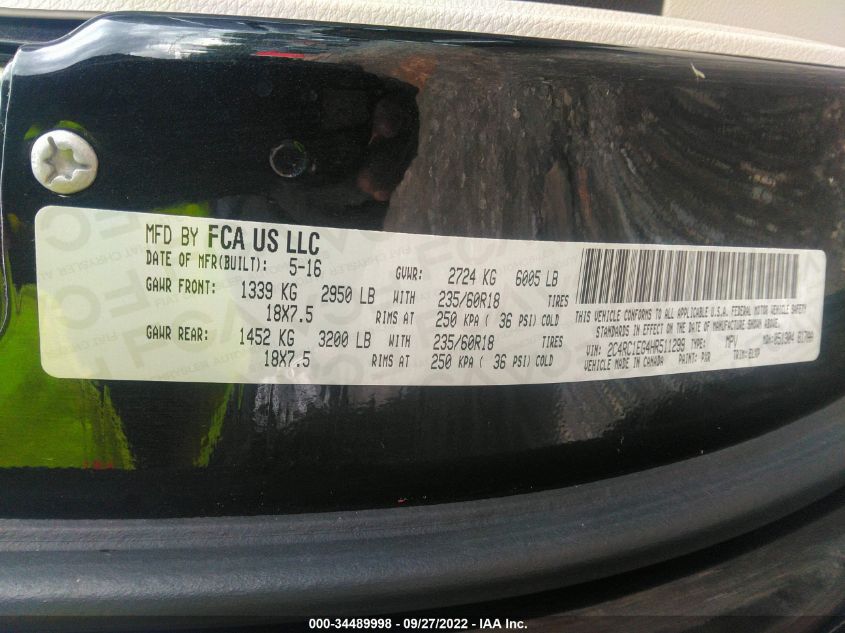 MFD BY FCA US LLC
DATE OF MFR(BUILT): 5-16 GVWR: 2724 KG 6005 LB
GAWR FRONT: 1339 KG 2950 LB WITH 235/60R18 TIRES
18X7.5 RIMS AT 250 KPA ( 36 PSI) COLD
GAWR REAR: 1452 KG 3200 LB WITH 235/60R18 TIRES
18X7.5 RIMS AT 250 KPA ( 36 PSI) COLD
THIS VEHICLE CONFORMS TO ALL APPLICABLE U.S.A. FEDERAL MOTOR VEHICLE SAFETY
STANDARDS IN EFFECT ON THE DATE OF MANUFACTURE SHOWN ABOVE.
VIN: 2C4RC1EG4HR511299 TYPE: MPV MDH: 051304 817AA
VEHICLE MADE IN CANADA PAINT: PXR TRIM:
000-34489998 - 09/27/2022 - IAA Inc.